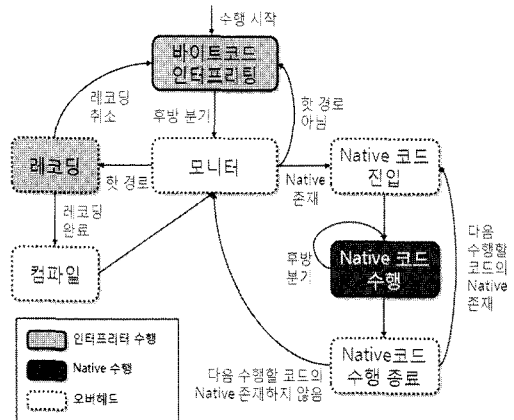 수행 시작
바이트코드
인터프리팅
레코딩
취소
후방 분기
핫 경로
아님
레코딩
핫 경로
모니터
Native
존재
Native 코드
진입
레코딩
완료
컴파일
후방
분기
Native 코드
수행
다음
수행할
코드의
Native
존재
인터프리터 수행
Native 수행
오버헤드
다음 수행할 코드의
Native 존재하지 않음
Native코드
수행 종료